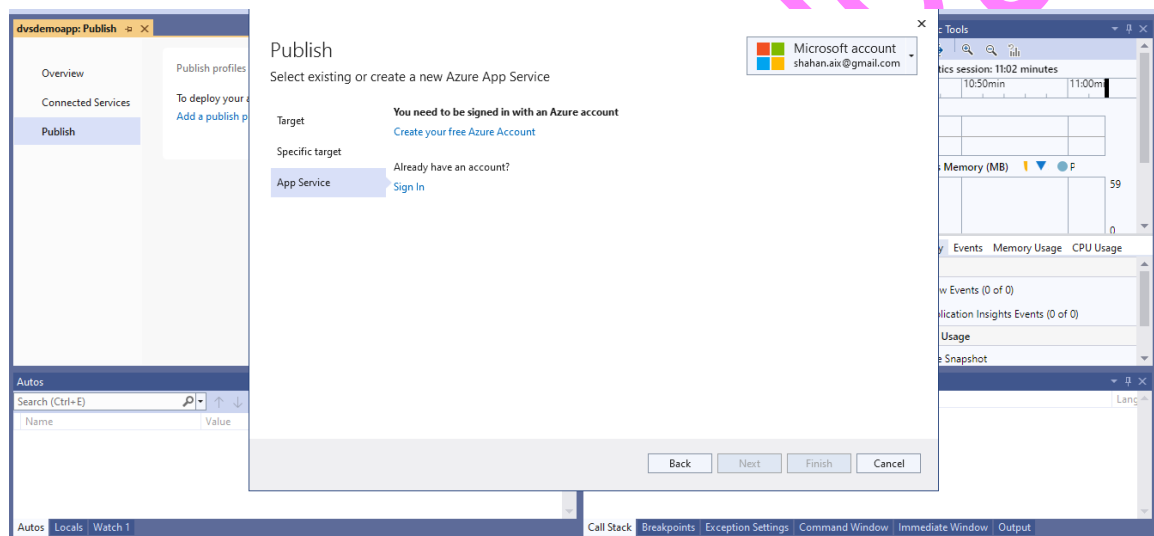 dvsdemoapp: Publish
Overview
Connected Services
Publish
Publish profiles
To deploy your
Add a publish p
Publish
Select existing or create a new Azure App Service
Microsoft account
shahan.aix@gmail.com
Target
Specific target
App Service
You need to be signed in with an Azure account
Create your free Azure Account
Already have an account?
Sign In
Back
Next
Finish
Cancel
c Tools
tics session: 11:02 minutes
10:50min
11:00m
Memory (MB)
P
59
0
y
Events
Memory Usage
CPU Usage
w Events (0 of 0)
lication Insights Events (0 of 0)
Usage
e Snapshot
Autos
Search (Ctrl+E)
Name
Value
Lang
Autos
Locals
Watch 1
Call Stack
Breakpoints
Exception Settings
Command Window
Immediate Window
Output